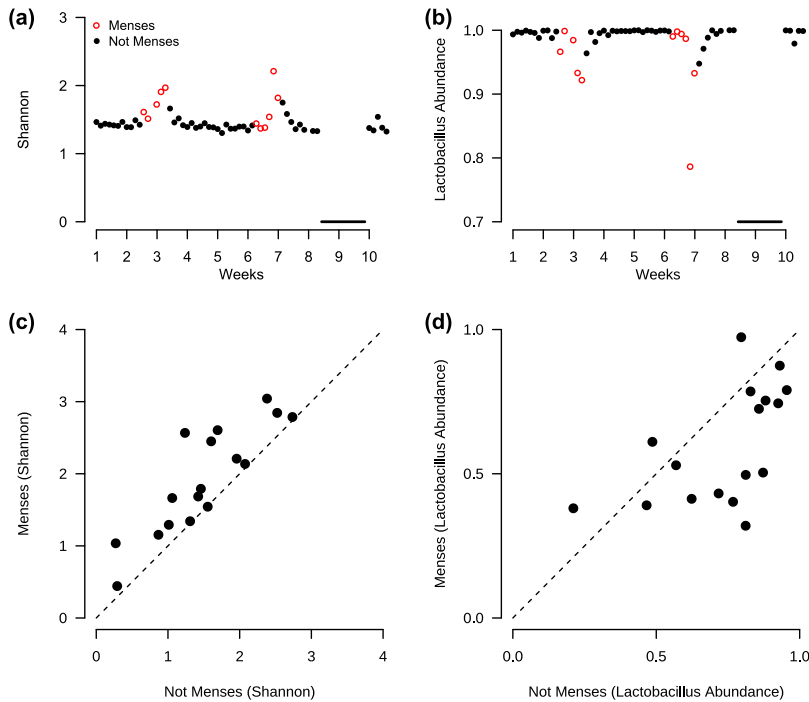 (a)
3
2
1
0
Shannon
Menses
Not Menses
1 2 3 4 5 6 7 8 9 10
Weeks
(b)
1.0
0.9
0.8
0.7
Lactobacillus Abundance
1 2 3 4 5 6 7 8 9 10
Weeks
(c)
4
3
2
1
0
Menses (Shannon)
0 1 2 3 4
Not Menses (Shannon)
(d)
1.0
0.5
0.0
Menses (Lactobacillus Abundance)
0.0 0.5 1.0
Not Menses (Lactobacillus Abundance)